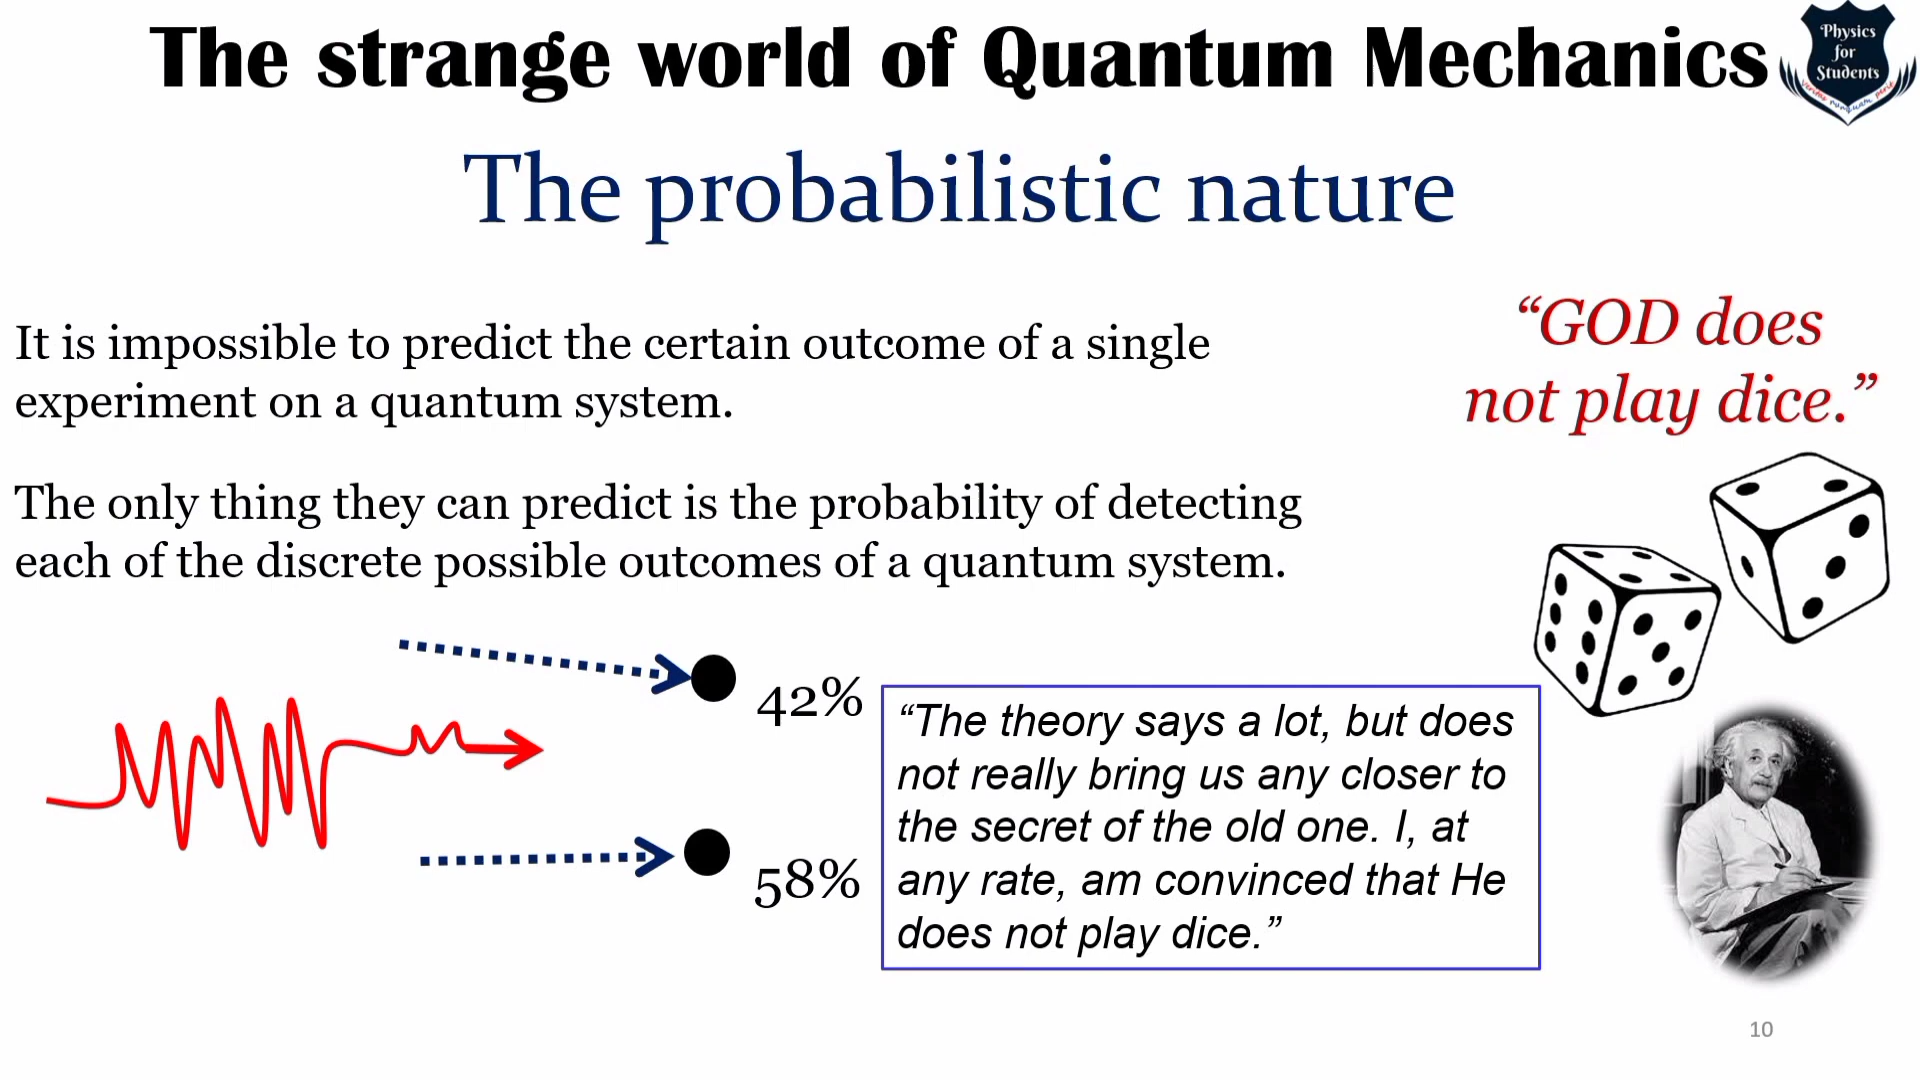 The strange world of Quantum Mechanics
Physics
for
Students
The probabilistic nature
It is impossible to predict the certain outcome of a single
experiment on a quantum system.
“GOD does
not play dice.”
The only thing they can predict is the probability of detecting
each of the discrete possible outcomes of a quantum system.
42%
58%
“The theory says a lot, but does
not really bring us any closer to
the secret of the old one. I, at
any rate, am convinced that He
does not play dice.”
10